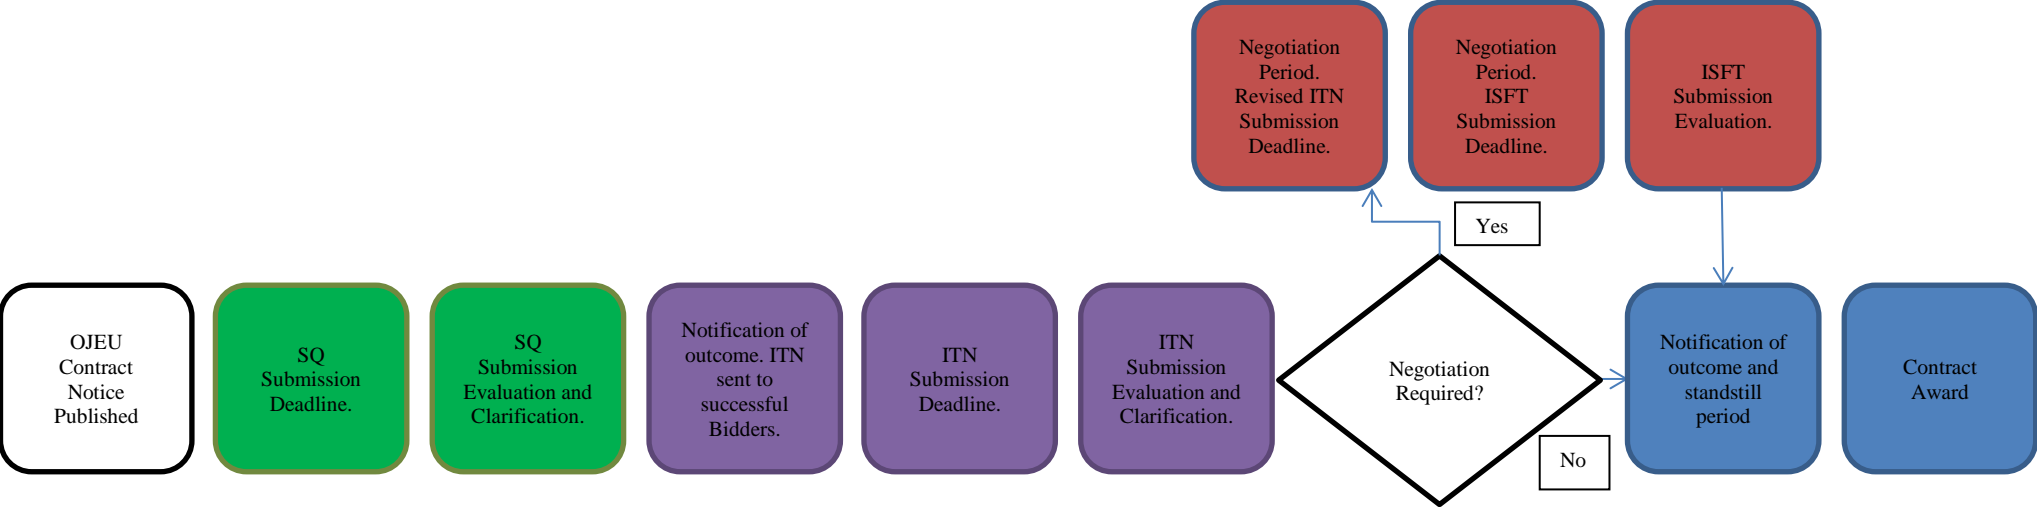 Negotiation
Period.
Revised ITN
Submission
Deadline.
Negotiation
Period.
ISFT
Submission
Deadline.
ISFT
Submission
Evaluation.
Yes
OJEU
Contract
Notice
Published
SQ
Submission
Deadline.
SQ
Submission
Evaluation and
Clarification.
Notification of
outcome. ITN
sent to
successful
Bidders.
ITN
Submission
Deadline.
ITN
Submission
Evaluation and
Clarification.
Negotiation
Required?
No
Notification of
outcome and
standstill
period
Contract
Award